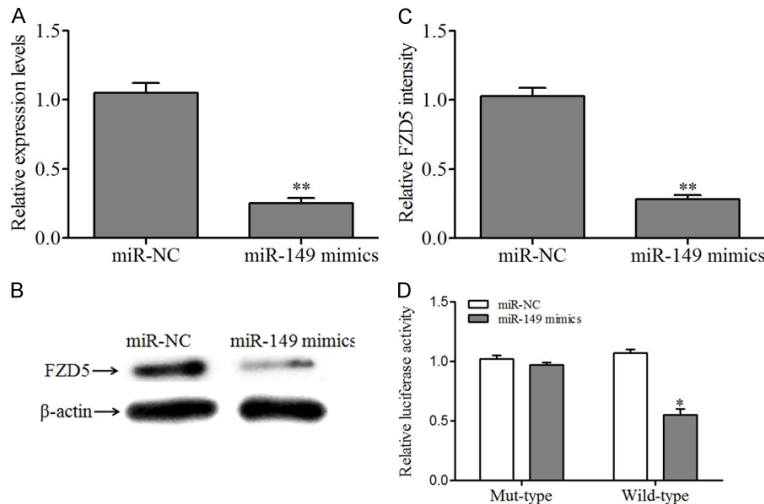 A
Relative expression levels
1.5
1.0
0.5
0.0
**
miR-NC
miR-149 mimics
C
Relative FZD5 intensity
1.5
1.0
0.5
0.0
**
miR-NC
miR-149 mimics
B
miR-NC
miR-149 mimics
FZD5
β-actin
D
miR-NC
miR-149 mimics
Relative luciferase activity
1.5
1.0
0.5
0.0
*
Mut-type
Wild-type